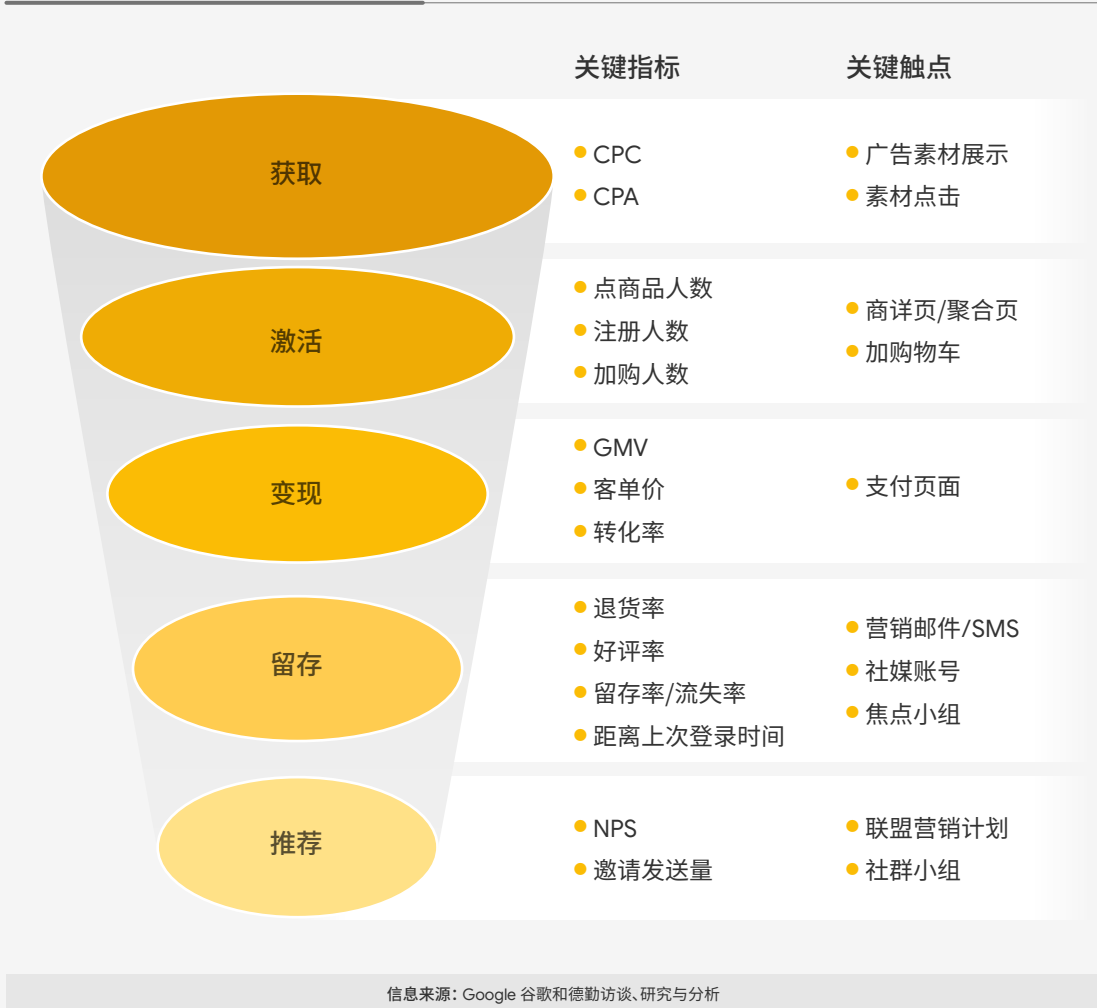 关键指标
关键触点
获取
CPC
CPA
广告素材展示
素材点击
激活
点商品人数
注册人数
加购人数
商详页/聚合页
加购物车
变现
GMV
客单价
转化率
支付页面
留存
退货率
好评率
留存率/流失率
距离上次登录时间
营销邮件/SMS
社媒账号
焦点小组
推荐
NPS
邀请发送量
联盟营销计划
社群小组
信息来源：Google 谷歌和德勤访谈、研究与分析